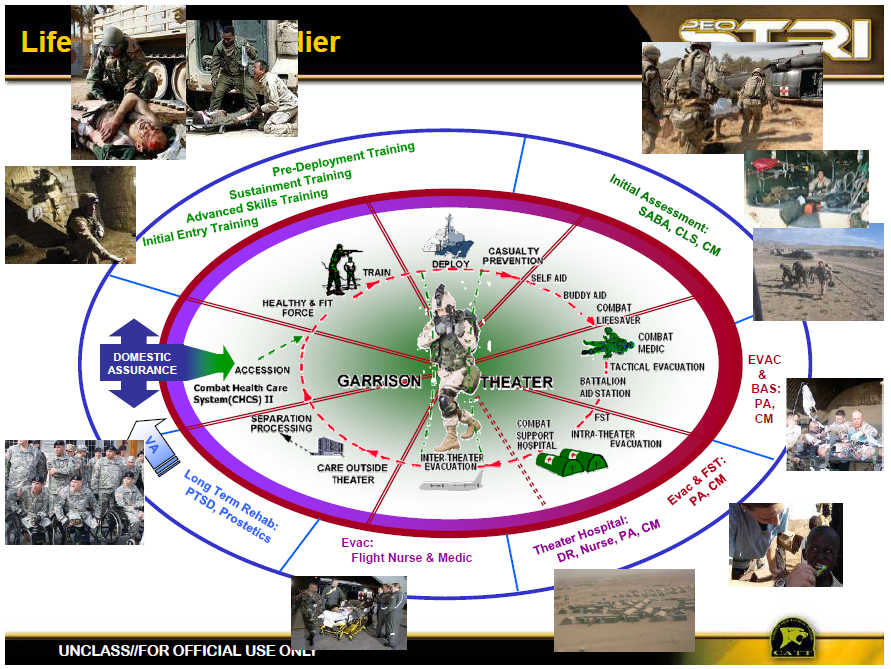 Life
dier
PEO
STRI
Pre-Deployment Training
Sustainment Training
Advanced Skills Training
Initial Entry Training
Initial Assessment:
SABA, CLS, CM
DEPLOY
CASUALTY
PREVENTION
TRAIN
SELF AID
HEALTHY & FIT
FORCE
BUDDY AID
COMBAT
LIFESAVER
COMBAT
MEDIC
DOMESTIC
ASSURANCE
ACCESSION
TACTICAL EVACUATION
EVAC
&
BAS:
PA,
CM
Combat Health Care
System(CHCS) II
GARRISON
THEATER
BATTALION
AID STATION
SEPARATION
PROCESSING
FST
COMBAT
SUPPORT
HOSPITAL
INTRA-THEATER
EVACUATION
VA
INTER-THEATER
EVACUATION
CARE OUTSIDE
THEATER
Long Term Rehab:
PTSD, Prostetics
Evac & FST:
PA, CM
Evac:
Flight Nurse & Medic
Theater Hospital:
DR, Nurse, PA, CM
UNCLASS//FOR OFFICIAL USE ONLY
CATT